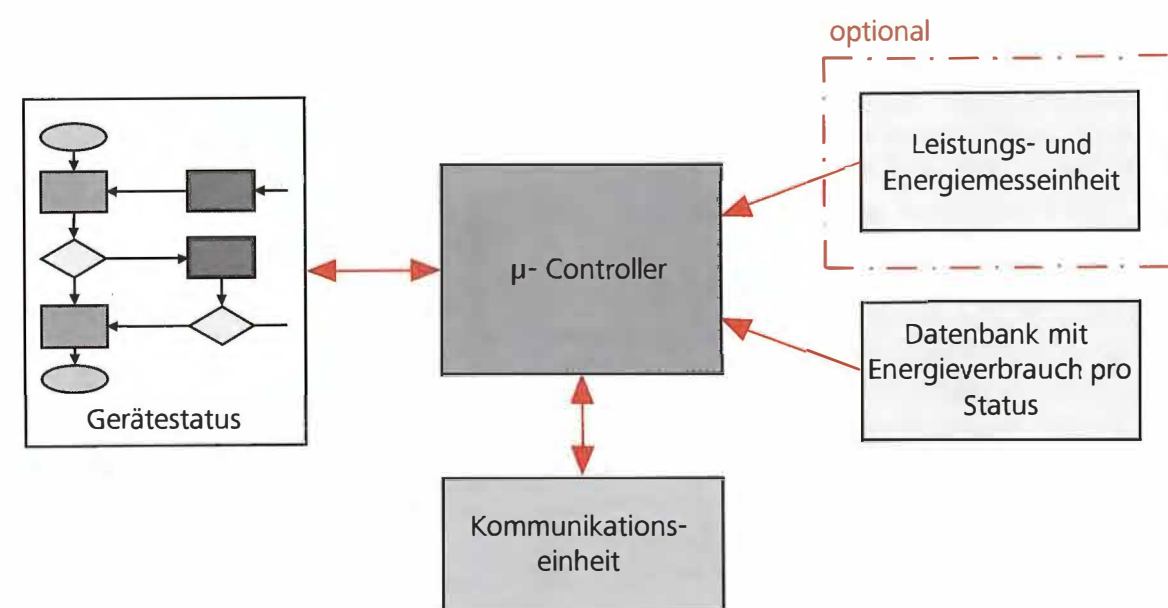 optional
Leistungs- und
Energiemesseinheit
µ- Controller
Datenbank mit
Energieverbrauch pro
Status
Gerätestatus
Kommunikations-
einheit